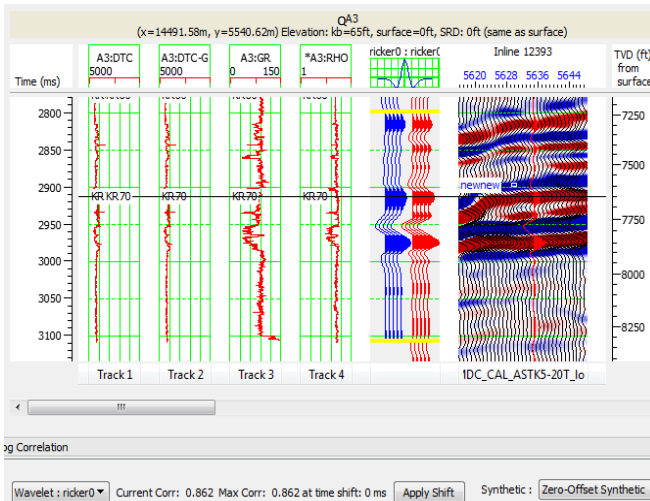 QA3
(x=14491.58m, y=5540.62m) Elevation: kb=65ft, surface=0ft, SRD: 0ft (same as surface)
A3:DTC A3:DTC-G A3:GR *A3:RHO ricker0 : ricker( Inline 12393 TVD (ft)
5000 5000 0 150 1 5620 5628 5636 5644 from
Time (ms) surface
2800 7250
2850
7500
2900 newnew
KR KR70 KR70 KR70 KR70
2950 7750
3000 8000
3050
3100 8250
Track 1 Track 2 Track 3 Track 4 1DC_CAL_ASTK5-20T_lo
og Correlation
Wavelet : ricker0 Current Corr: 0.862 Max Corr: 0.862 at time shift: 0 ms Apply Shift Synthetic : Zero-Offset Synthetic